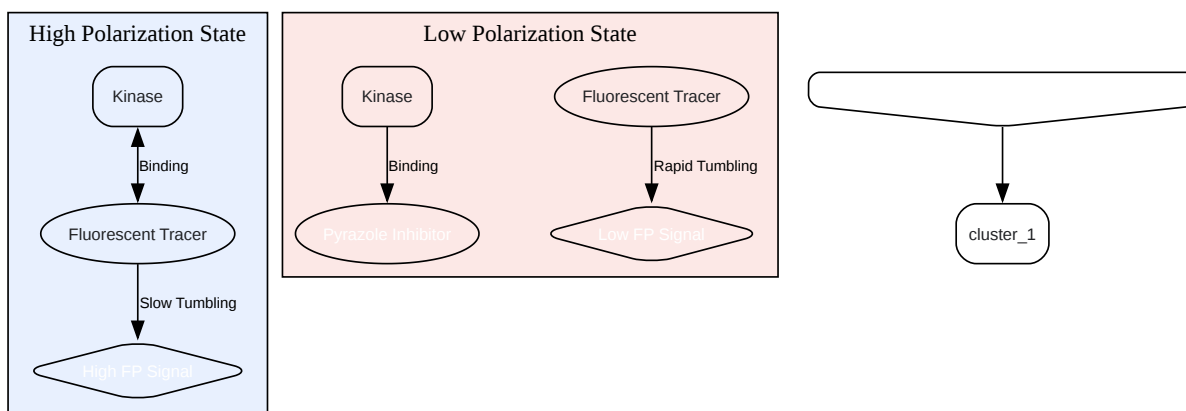 High Polarization State
Kinase
Binding
Fluorescent Tracer
Slow Tumbling
High FP Signal
Low Polarization State
Kinase
Binding
Pyrazole Inhibitor
Fluorescent Tracer
Rapid Tumbling
Low FP Signal
cluster_1